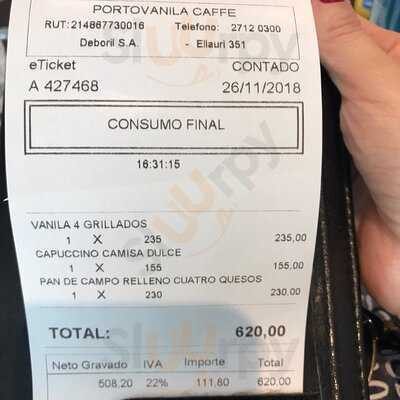 PORTOVANILA CAFFE
RUT:214867730016 Telefono: 2712 0300
Deboril S.A. - Ellauri 351
eTicket CONTADO
A 427468 26/11/2018
CONSUMO FINAL
16:31:15
VANILA 4 GRILLADOS
1 X 235 235,00
CAPUCCINO CAMISA DULCE
1 X 155 155,00
PAN DE CAMPO RELLENO CUATRO QUESOS
1 X 230 230,00
TOTAL: 620,00
Neto Gravado IVA Importe Total
508,20 22% 111,80 620,00
Sluurpy